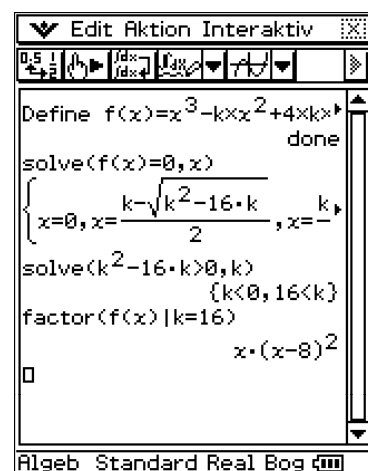 Edit Aktion Interaktiv
Define f(x)=x^3-k×x^2+4×k×
done
solve(f(x)=0,x)
{x=0,x=(k-√(k^2-16·k))/2,x=k
solve(k^2-16·k>0,k)
{k<0,16<k}
factor(f(x)|k=16)
x·(x-8)^2
Algeb Standard Real Bog